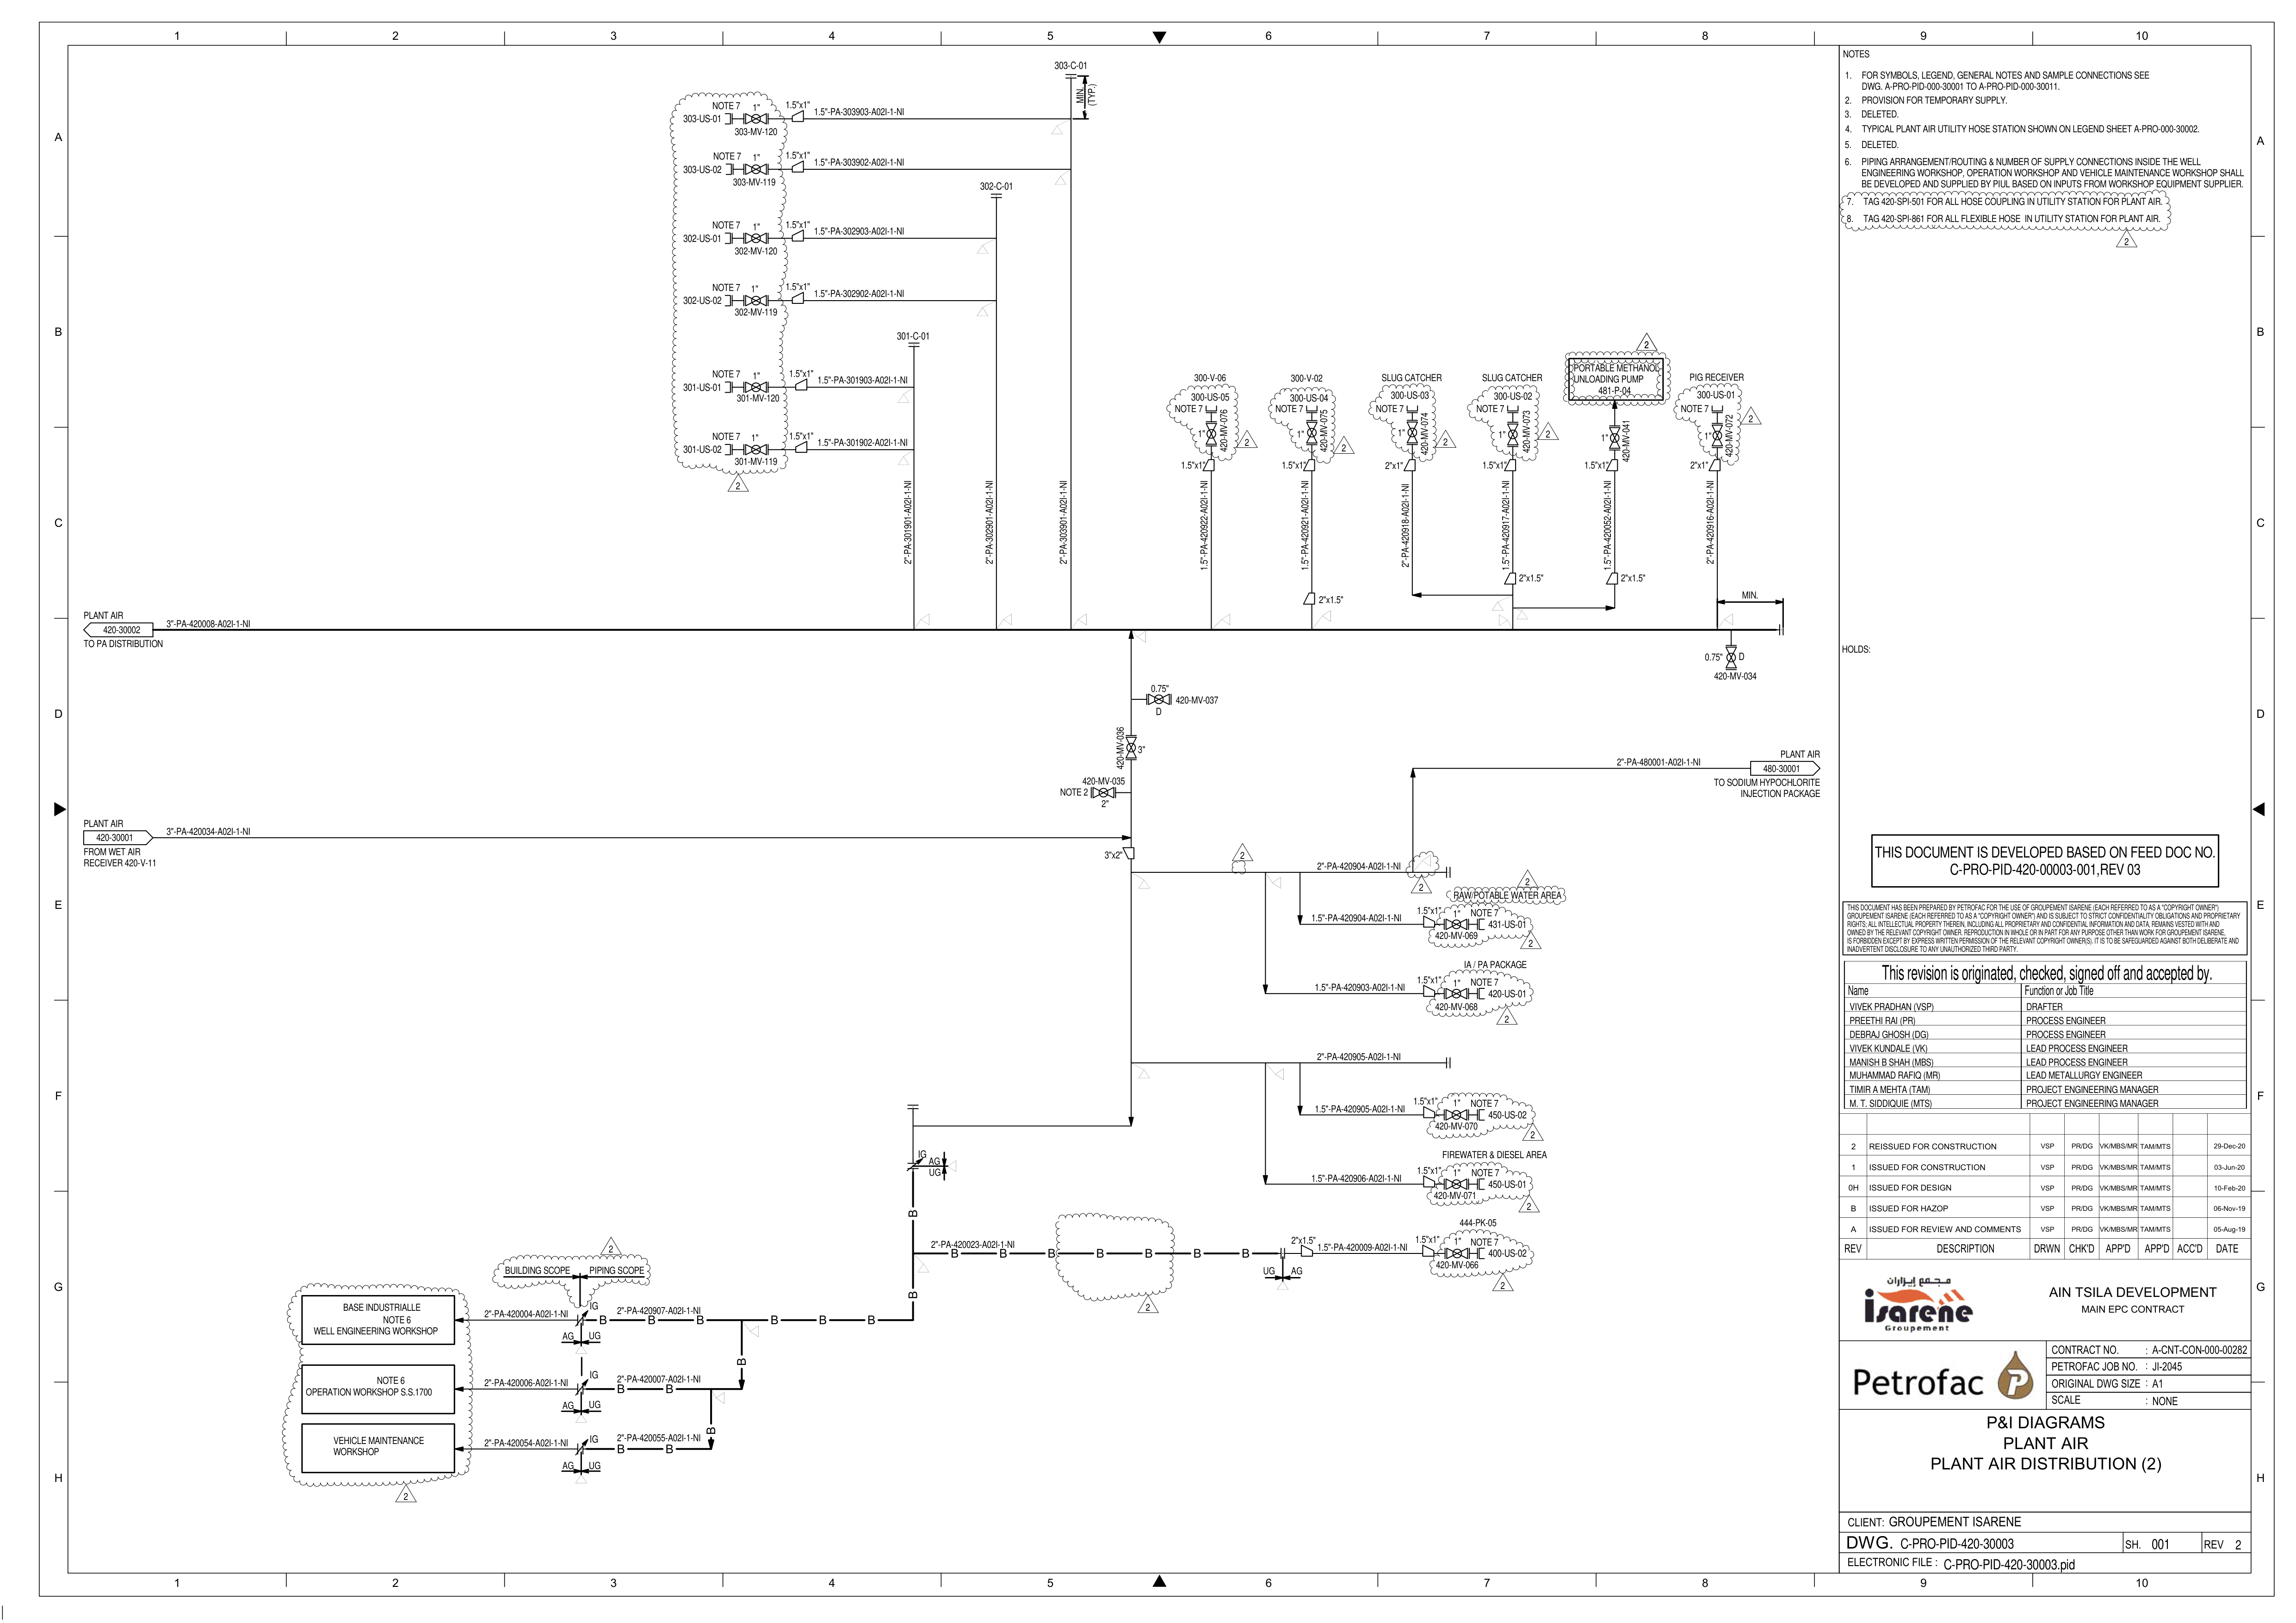 1 2 3 4 5 6 7 8 9 10
A
B
C
D
E
F
G
H
303-C-01
MIN.
(TYP.)
NOTE 7 1" 1.5"x1"
303-US-01
303-MV-120
1.5"-PA-303903-A02I-1-NI
NOTE 7 1" 1.5"x1"
303-US-02
303-MV-119
1.5"-PA-303902-A02I-1-NI
302-C-01
NOTE 7 1" 1.5"x1"
302-US-01
302-MV-120
1.5"-PA-302903-A02I-1-NI
NOTE 7 1" 1.5"x1"
302-US-02
302-MV-119
1.5"-PA-302902-A02I-1-NI
301-C-01
NOTE 7 1" 1.5"x1"
301-US-01
301-MV-120
1.5"-PA-301903-A02I-1-NI
NOTE 7 1" 1.5"x1"
301-US-02
301-MV-119
1.5"-PA-301902-A02I-1-NI
2
2"-PA-301901-A02I-1-NI
2"-PA-302901-A02I-1-NI
2"-PA-303901-A02I-1-NI
300-V-06
300-US-05
NOTE 7
1"
420-MV-076
2
1.5"x1"
1.5"-PA-420922-A02I-1-NI
300-V-02
300-US-04
NOTE 7
1"
420-MV-075
2
1.5"x1"
1.5"-PA-420921-A02I-1-NI
2"x1.5"
SLUG CATCHER
300-US-03
NOTE 7
1"
420-MV-074
2
2"x1"
2"-PA-420918-A02I-1-NI
SLUG CATCHER
300-US-02
NOTE 7
1"
420-MV-073
2
1.5"x1"
1.5"-PA-420917-A02I-1-NI
2"x1.5"
2
PORTABLE METHANOL
UNLOADING PUMP
481-P-04
1"
420-MV-041
1.5"x1"
1.5"-PA-420052-A02I-1-NI
2"x1.5"
PIG RECEIVER
300-US-01
NOTE 7
1"
420-MV-072
2
2"x1"
2"-PA-420916-A02I-1-NI
MIN.
PLANT AIR
420-30002
TO PA DISTRIBUTION
3"-PA-420008-A02I-1-NI
0.75" D
420-MV-034
0.75"
420-MV-037
D
420-MV-036
3"
420-MV-035
NOTE 2
2"
PLANT AIR
420-30001
FROM WET AIR
RECEIVER 420-V-11
3"-PA-420034-A02I-1-NI
3"x2"
2"-PA-480001-A02I-1-NI
PLANT AIR
480-30001
TO SODIUM HYPOCHLORITE
INJECTION PACKAGE
2
2"-PA-420904-A02I-1-NI
2
2
RAW/POTABLE WATER AREA
1.5"-PA-420904-A02I-1-NI
1.5"x1" 1" NOTE 7
431-US-01
420-MV-069
2
IA / PA PACKAGE
1.5"-PA-420903-A02I-1-NI
1.5"x1" 1" NOTE 7
420-US-01
420-MV-068
2
2"-PA-420905-A02I-1-NI
1.5"-PA-420905-A02I-1-NI
1.5"x1" 1" NOTE 7
450-US-02
420-MV-070
2
FIREWATER & DIESEL AREA
1.5"-PA-420906-A02I-1-NI
1.5"x1" 1" NOTE 7
450-US-01
420-MV-071
2
IG
AG
UG
B
B
2"-PA-420023-A02I-1-NI
B B B B B B B
2
UG AG
2"x1.5"
1.5"-PA-420009-A02I-1-NI
444-PK-05
1.5"x1" 1" NOTE 7
400-US-02
420-MV-066
2
2
BUILDING SCOPE PIPING SCOPE
BASE INDUSTRIALLE
NOTE 6
WELL ENGINEERING WORKSHOP
2"-PA-420004-A02I-1-NI
IG
AG UG
2"-PA-420907-A02I-1-NI
B B B B B B
B
NOTE 6
OPERATION WORKSHOP S.S.1700
2"-PA-420006-A02I-1-NI
IG
AG UG
2"-PA-420007-A02I-1-NI
B B
B
VEHICLE MAINTENANCE
WORKSHOP
2"-PA-420054-A02I-1-NI
IG
AG UG
2"-PA-420055-A02I-1-NI
B B
2
NOTES
1. FOR SYMBOLS, LEGEND, GENERAL NOTES AND SAMPLE CONNECTIONS SEE
DWG. A-PRO-PID-000-30001 TO A-PRO-PID-000-30011.
2. PROVISION FOR TEMPORARY SUPPLY.
3. DELETED.
4. TYPICAL PLANT AIR UTILITY HOSE STATION SHOWN ON LEGEND SHEET A-PRO-000-30002.
5. DELETED.
6. PIPING ARRANGEMENT/ROUTING & NUMBER OF SUPPLY CONNECTIONS INSIDE THE WELL
ENGINEERING WORKSHOP, OPERATION WORKSHOP AND VEHICLE MAINTENANCE WORKSHOP SHALL
BE DEVELOPED AND SUPPLIED BY PIUL BASED ON INPUTS FROM WORKSHOP EQUIPMENT SUPPLIER.
7. TAG 420-SPI-501 FOR ALL HOSE COUPLING IN UTILITY STATION FOR PLANT AIR.
8. TAG 420-SPI-861 FOR ALL FLEXIBLE HOSE IN UTILITY STATION FOR PLANT AIR.
2
HOLDS:
THIS DOCUMENT IS DEVELOPED BASED ON FEED DOC NO.
C-PRO-PID-420-00003-001,REV 03
THIS DOCUMENT HAS BEEN PREPARED BY PETROFAC FOR THE USE OF GROUPEMENT ISARENE (EACH REFERRED TO AS A "COPYRIGHT OWNER")
GROUPEMENT ISARENE (EACH REFERRED TO AS A "COPYRIGHT OWNER") AND IS SUBJECT TO STRICT CONFIDENTIALITY OBLIGATIONS AND PROPRIETARY
RIGHTS; ALL INTELLECTUAL PROPERTY THEREIN, INCLUDING ALL PROPRIETARY AND CONFIDENTIAL INFORMATION AND DATA, REMAINS VESTED WITH AND
OWNED BY THE RELEVANT COPYRIGHT OWNER. REPRODUCTION IN WHOLE OR IN PART FOR ANY PURPOSE OTHER THAN WORK FOR GROUPEMENT ISARENE,
IS FORBIDDEN EXCEPT BY EXPRESS WRITTEN PERMISSION OF THE RELEVANT COPYRIGHT OWNER(S). IT IS TO BE SAFEGUARDED AGAINST BOTH DELIBERATE AND
INADVERTENT DISCLOSURE TO ANY UNAUTHORIZED THIRD PARTY.
This revision is originated, checked, signed off and accepted by.
Name Function or Job Title
VIVEK PRADHAN (VSP) DRAFTER
PREETHI RAI (PR) PROCESS ENGINEER
DEBRAJ GHOSH (DG) PROCESS ENGINEER
VIVEK KUNDALE (VK) LEAD PROCESS ENGINEER
MANISH B SHAH (MBS) LEAD PROCESS ENGINEER
MUHAMMAD RAFIQ (MR) LEAD METALLURGY ENGINEER
TIMIR A MEHTA (TAM) PROJECT ENGINEERING MANAGER
M. T. SIDDIQUIE (MTS) PROJECT ENGINEERING MANAGER
2 REISSUED FOR CONSTRUCTION VSP PR/DG VK/MBS/MR TAM/MTS 29-Dec-20
1 ISSUED FOR CONSTRUCTION VSP PR/DG VK/MBS/MR TAM/MTS 03-Jun-20
0H ISSUED FOR DESIGN VSP PR/DG VK/MBS/MR TAM/MTS 10-Feb-20
B ISSUED FOR HAZOP VSP PR/DG VK/MBS/MR TAM/MTS 06-Nov-19
A ISSUED FOR REVIEW AND COMMENTS VSP PR/DG VK/MBS/MR TAM/MTS 05-Aug-19
REV DESCRIPTION DRWN CHK'D APP'D APP'D ACC'D DATE
مجمع إيزاران
isarene
Groupement
AIN TSILA DEVELOPMENT
MAIN EPC CONTRACT
Petrofac
CONTRACT NO. : A-CNT-CON-000-00282
PETROFAC JOB NO. : JI-2045
ORIGINAL DWG SIZE : A1
SCALE : NONE
P&I DIAGRAMS
PLANT AIR
PLANT AIR DISTRIBUTION (2)
CLIENT: GROUPEMENT ISARENE
DWG. C-PRO-PID-420-30003 SH. 001 REV 2
ELECTRONIC FILE : C-PRO-PID-420-30003.pid
A
B
C
D
E
F
G
H
1 2 3 4 5 6 7 8 9 10